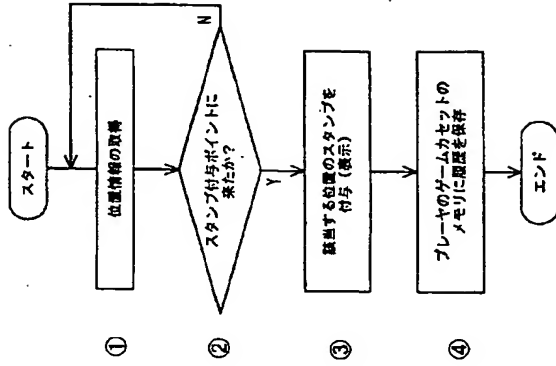 スタート
① 位置情報の取得
② スタンプ付与ポイントに
来たか？
N
Y
③ 該当する位置のスタンプを
付与（表示）
④ プレーヤのゲームカセットの
メモリに履歴を保存
エンド